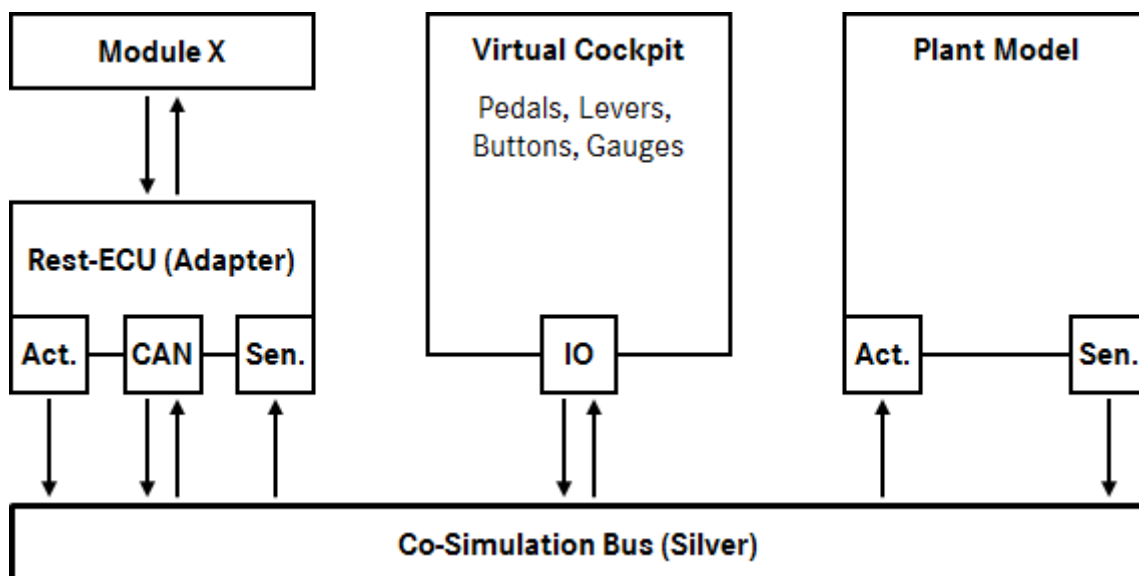 Module X
Rest-ECU (Adapter)
Act.
CAN
Sen.
Virtual Cockpit
Pedals, Levers,
Buttons, Gauges
IO
Plant Model
Act.
Sen.
Co-Simulation Bus (Silver)